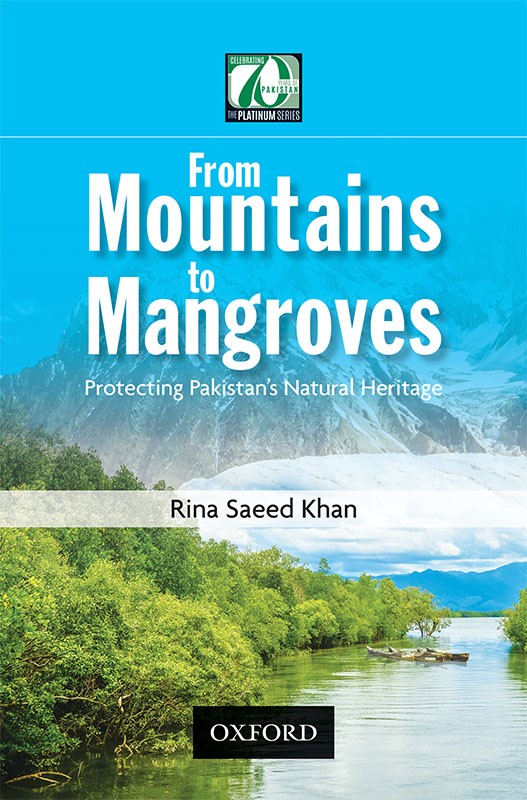 CELEBRATING
70
YEARS OF
PAKISTAN
THE PLATINUM SERIES
From
Mountains
to
Mangroves
Protecting Pakistan's Natural Heritage
Rina Saeed Khan
OXFORD